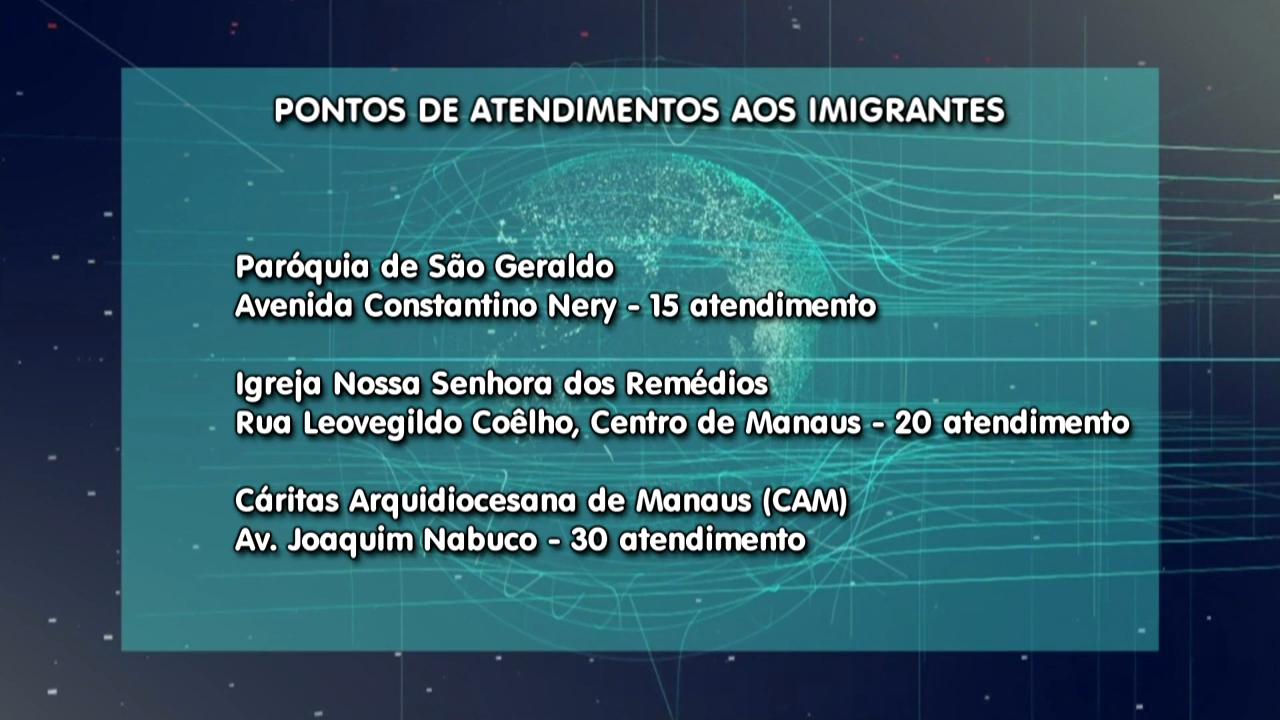 PONTOS DE ATENDIMENTOS AOS IMIGRANTES
Paróquia de São Geraldo
Avenida Constantino Nery - 15 atendimento
Igreja Nossa Senhora dos Remédios
Rua Leovegildo Coêlho, Centro de Manaus - 20 atendimento
Cáritas Arquidiocesana de Manaus (CAM)
Av. Joaquim Nabuco - 30 atendimento